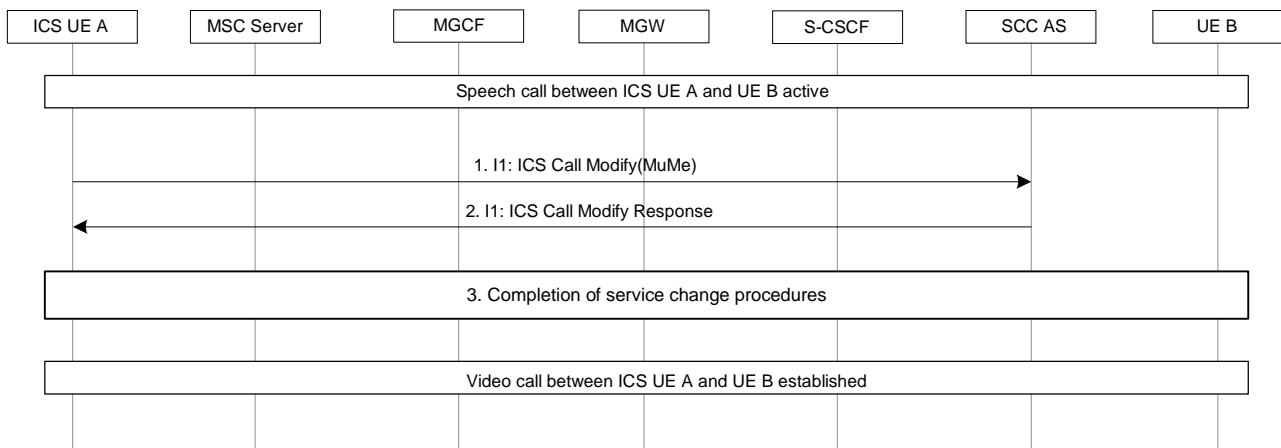 ICS UE A
MSC Server
MGCF
MGW
S-CSCF
SCC AS
UE B
Speech call between ICS UE A and UE B active
1. I1: ICS Call Modify(MuMe)
2. I1: ICS Call Modify Response
3. Completion of service change procedures
Video call between ICS UE A and UE B established